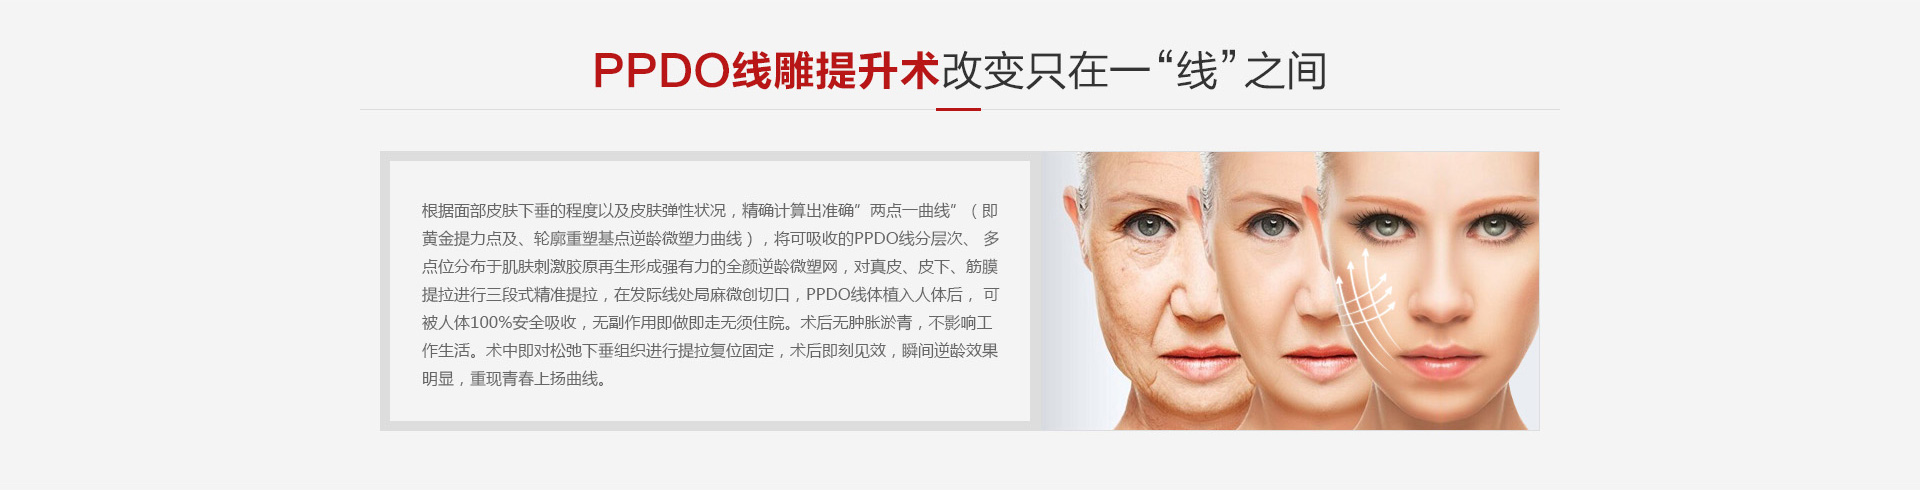 PPDO线雕提升术改变只在一“线”之间
根据面部皮肤下垂的程度以及皮肤弹性状况，精确计算出准确”两点一曲线”（即
黄金提力点及、轮廓重塑基点逆龄微塑力曲线），将可吸收的PPDO线分层次、 多
点位分布于肌肤刺激胶原再生形成强有力的全颜逆龄微塑网，对真皮、皮下、筋膜
提拉进行三段式精准提拉，在发际线处局麻微创切口，PPDO线体植入人体后， 可
被人体100%安全吸收，无副作用即做即走无须住院。术后无肿胀淤青，不影响工
作生活。术中即对松弛下垂组织进行提拉复位固定，术后即刻见效，瞬间逆龄效果
明显，重现青春上扬曲线。